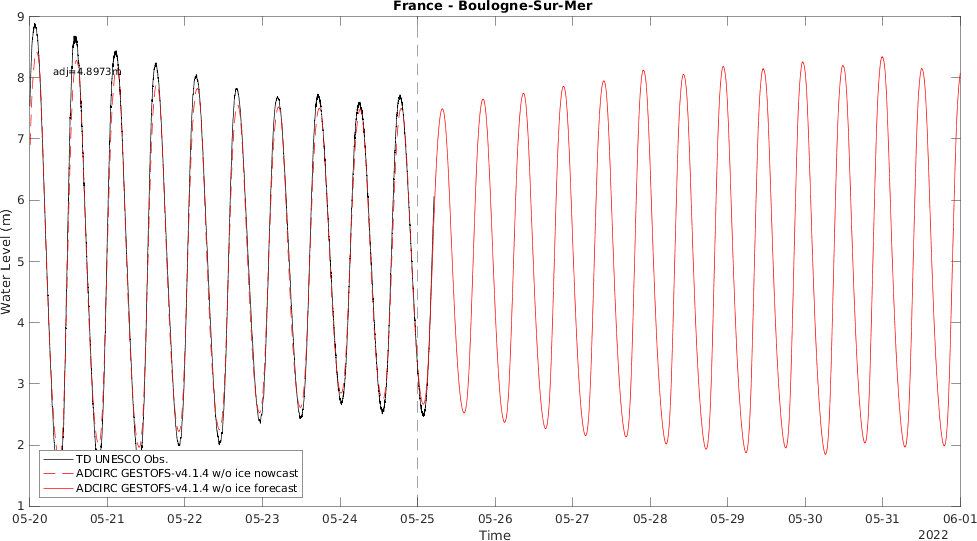 France - Boulogne-Sur-Mer
adj=4.8973m
9
8
7
6
5
4
3
2
1
Water Level (m)
TD UNESCO Obs.
ADCIRC GESTOFS-v4.1.4 w/o ice nowcast
ADCIRC GESTOFS-v4.1.4 w/o ice forecast
05-20 05-21 05-22 05-23 05-24 05-25 05-26 05-27 05-28 05-29 05-30 05-31 06-01
Time
2022